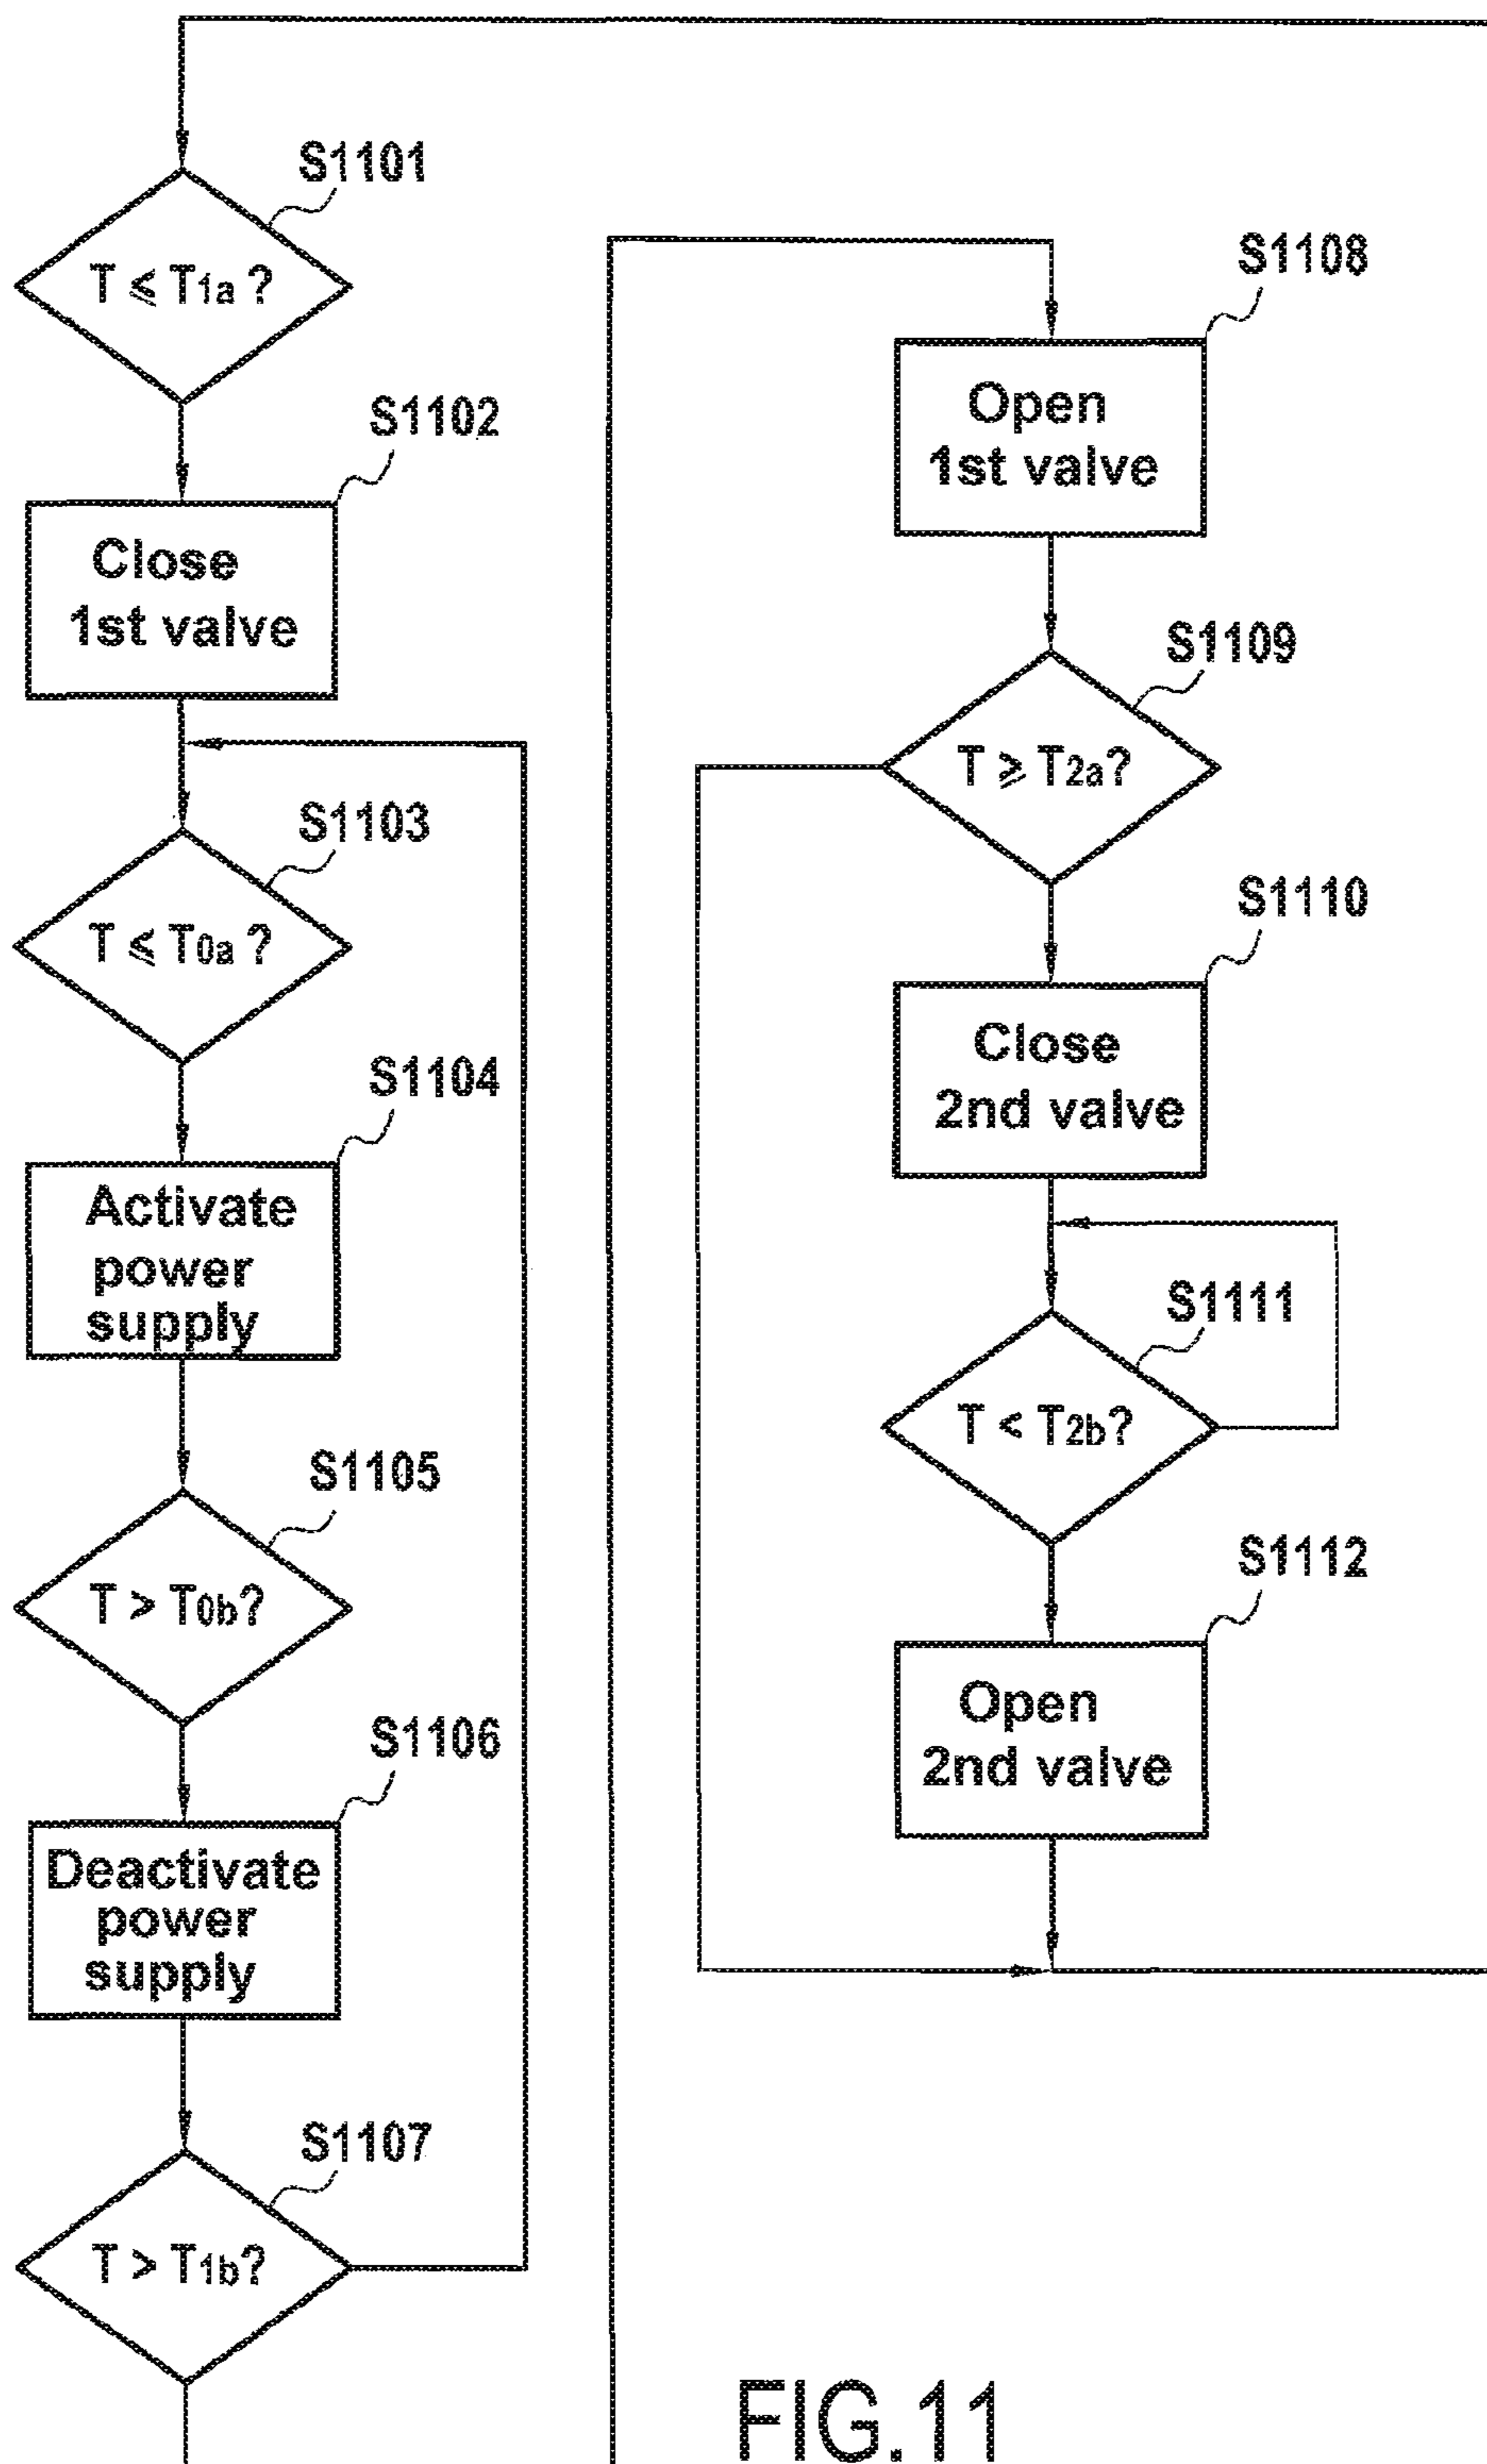 S1101
T ⩽ T1a ?
S1102
Close
1st valve
S1103
T ⩽ T0a ?
S1104
Activate
power
supply
S1105
T > T0b?
S1106
Deactivate
power
supply
S1107
T > T1b?
S1108
Open
1st valve
S1109
T ⩾ T2a?
S1110
Close
2nd valve
S1111
T < T2b?
S1112
Open
2nd valve
FIG.11